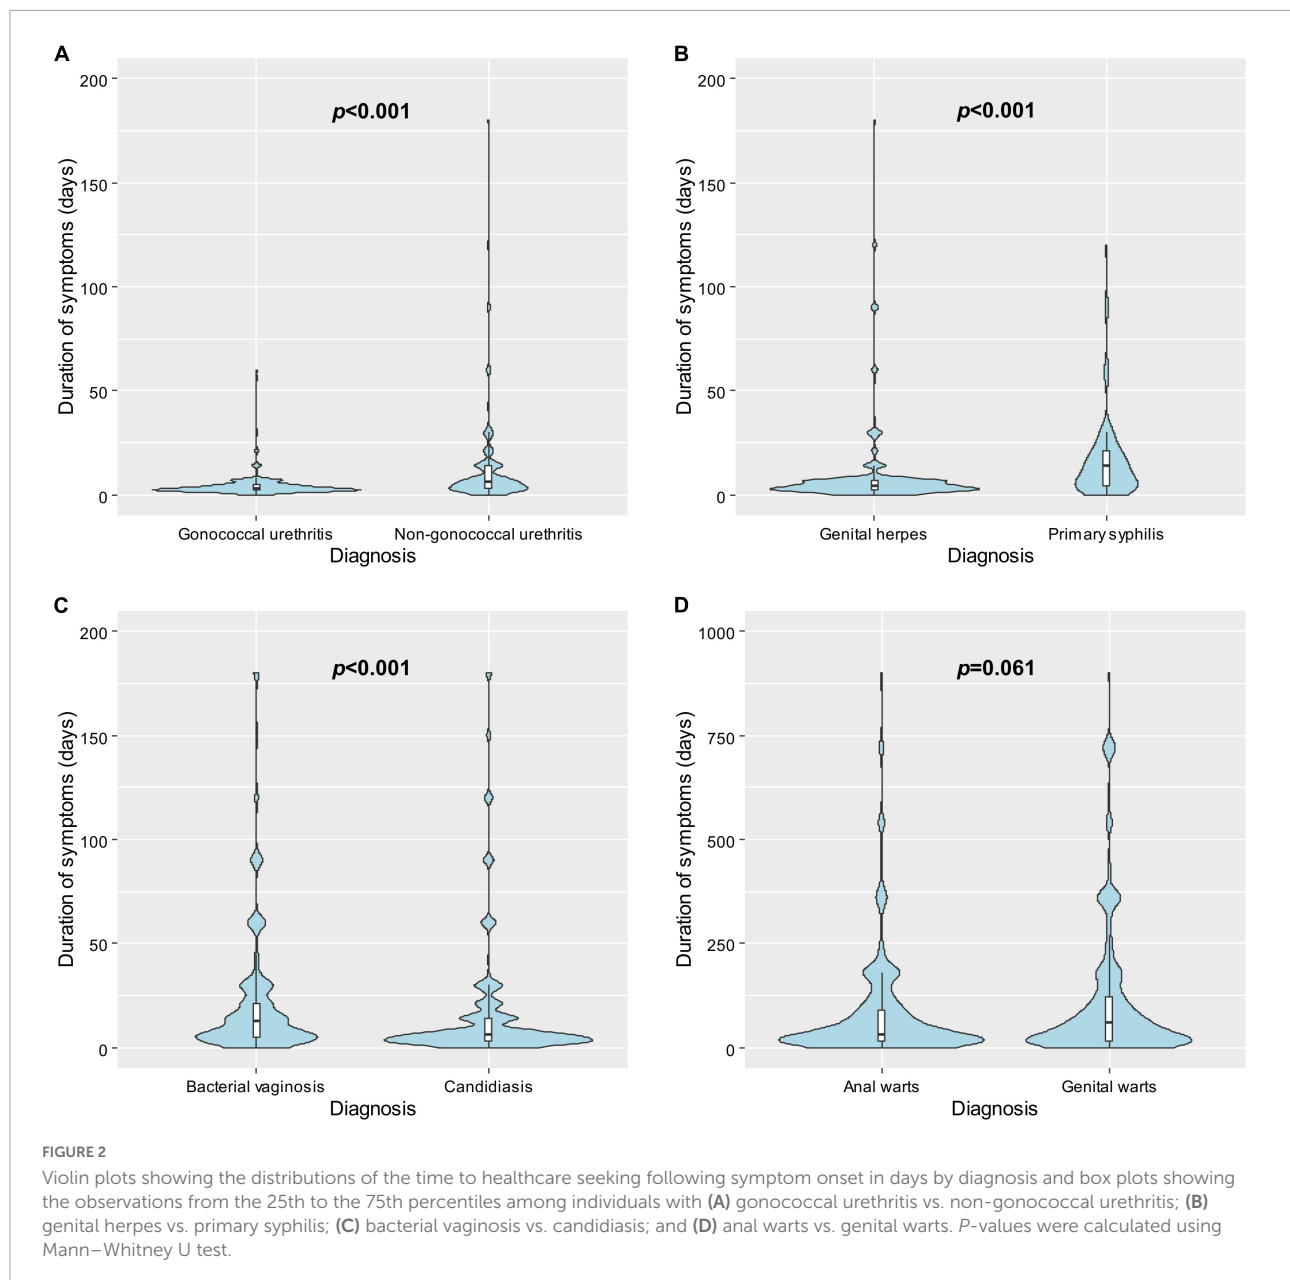 A
200
150
100
50
0
Duration of symptoms (days)
p<0.001
Gonococcal urethritis
Non-gonococcal urethritis
Diagnosis
B
200
150
100
50
0
Duration of symptoms (days)
p<0.001
Genital herpes
Primary syphilis
Diagnosis
C
200
150
100
50
0
Duration of symptoms (days)
p<0.001
Bacterial vaginosis
Candidiasis
Diagnosis
D
1000
750
500
250
0
Duration of symptoms (days)
p=0.061
Anal warts
Genital warts
Diagnosis
FIGURE 2
Violin plots showing the distributions of the time to healthcare seeking following symptom onset in days by diagnosis and box plots showing
the observations from the 25th to the 75th percentiles among individuals with (A) gonococcal urethritis vs. non-gonococcal urethritis; (B)
genital herpes vs. primary syphilis; (C) bacterial vaginosis vs. candidiasis; and (D) anal warts vs. genital warts. P-values were calculated using
Mann–Whitney U test.